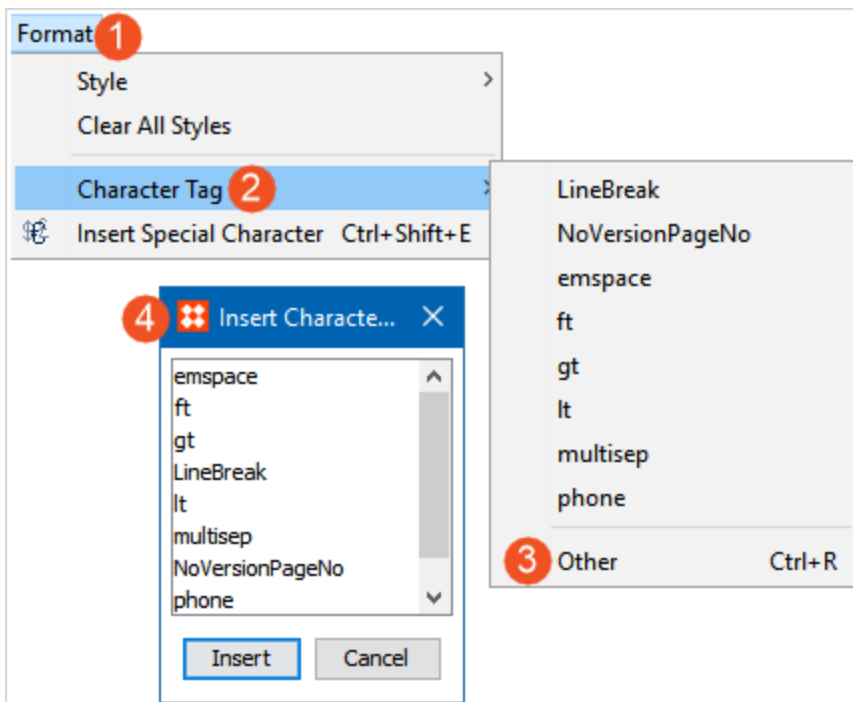 Format 1
Style
Clear All Styles
Character Tag 2
Insert Special Character Ctrl+Shift+E
LineBreak
NoVersionPageNo
emspace
ft
gt
lt
multisep
phone
3 Other Ctrl+R
4 Insert Characte...
emspace
ft
gt
LineBreak
lt
multisep
NoVersionPageNo
phone
Insert Cancel